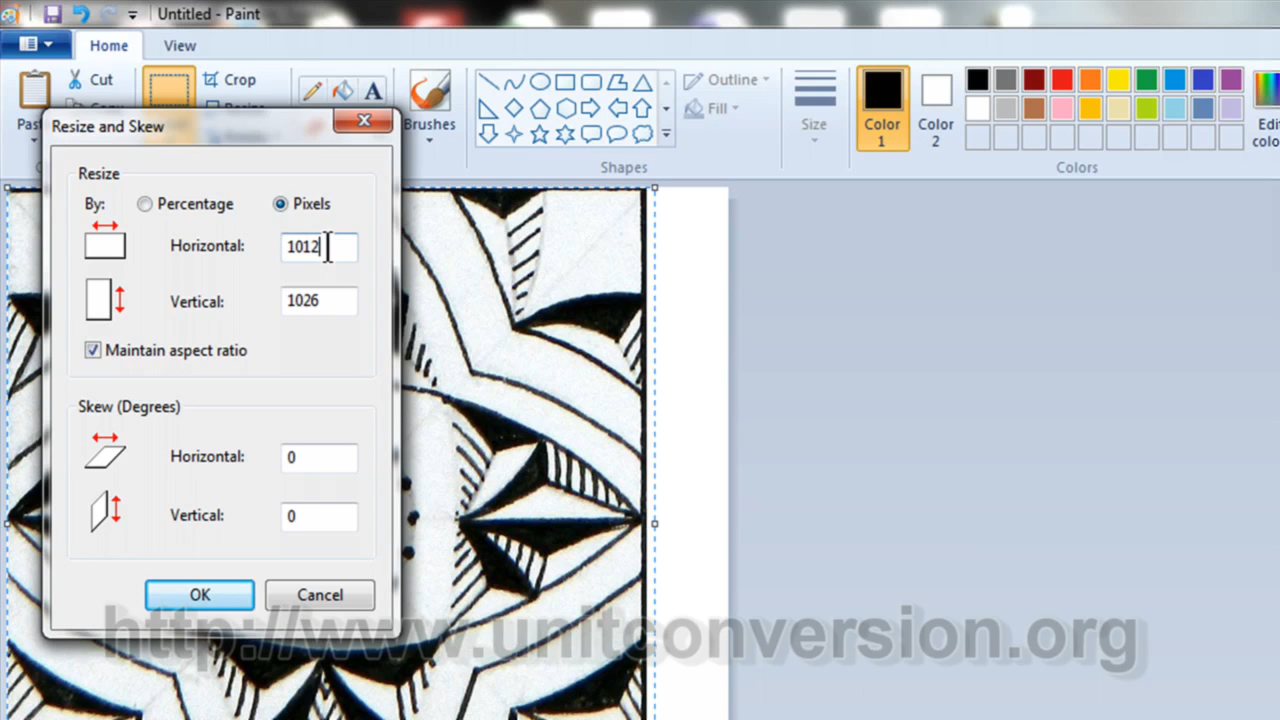 Untitled - Paint
Home View
Cut
Crop
Brushes
Shapes
Outline
Fill
Size
Color 1
Color 2
Colors
Resize and Skew
Resize
By: Percentage Pixels
Horizontal: 1012
Vertical: 1026
Maintain aspect ratio
Skew (Degrees)
Horizontal: 0
Vertical: 0
OK Cancel
http://www.unitconversion.org